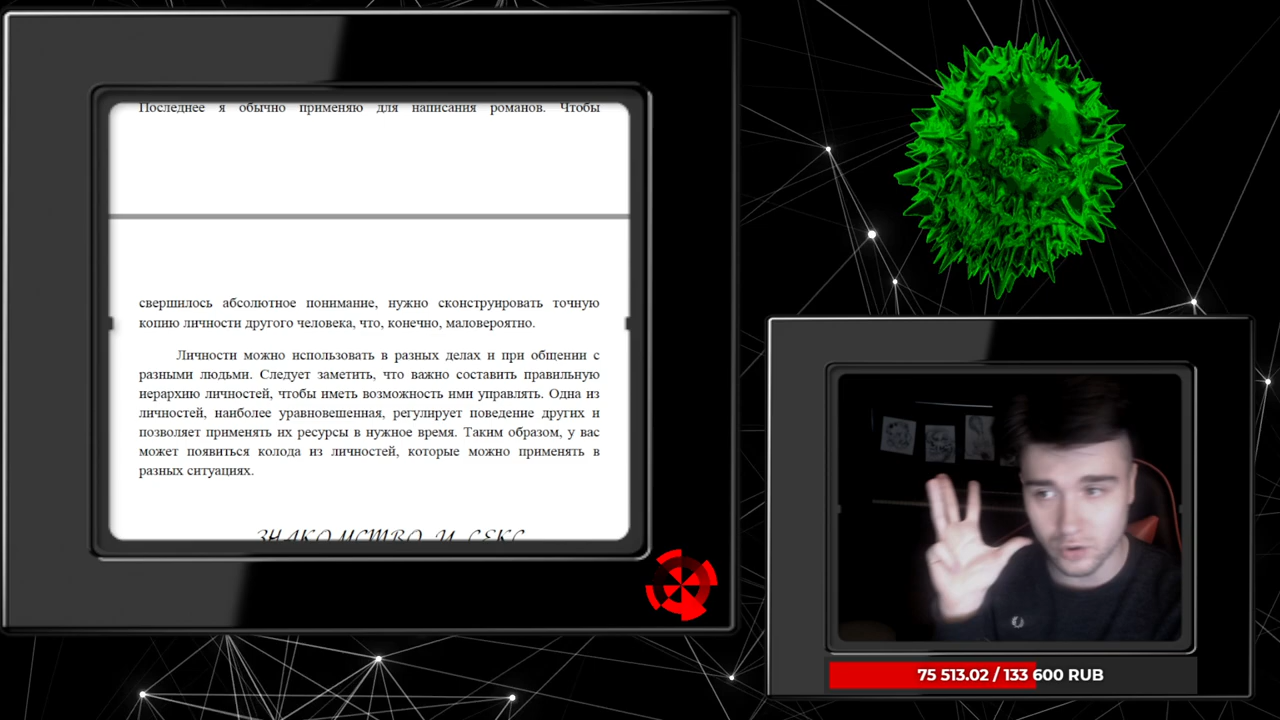 Последнее я обычно применяю для написания романов. Чтобы
свершилось абсолютное понимание, нужно сконструировать точную
копию личности другого человека, что, конечно, маловероятно.
Личности можно использовать в разных делах и при общении с
разными людьми. Следует заметить, что важно составить правильную
иерархию личностей, чтобы иметь возможность ими управлять. Одна из
личностей, наиболее уравновешенная, регулирует поведение других и
позволяет применять их ресурсы в нужное время. Таким образом, у вас
может появиться колода из личностей, которые можно применять в
разных ситуациях.
ЗНАКОМСТВО И СЕКС
75 513.02 / 133 600 RUB